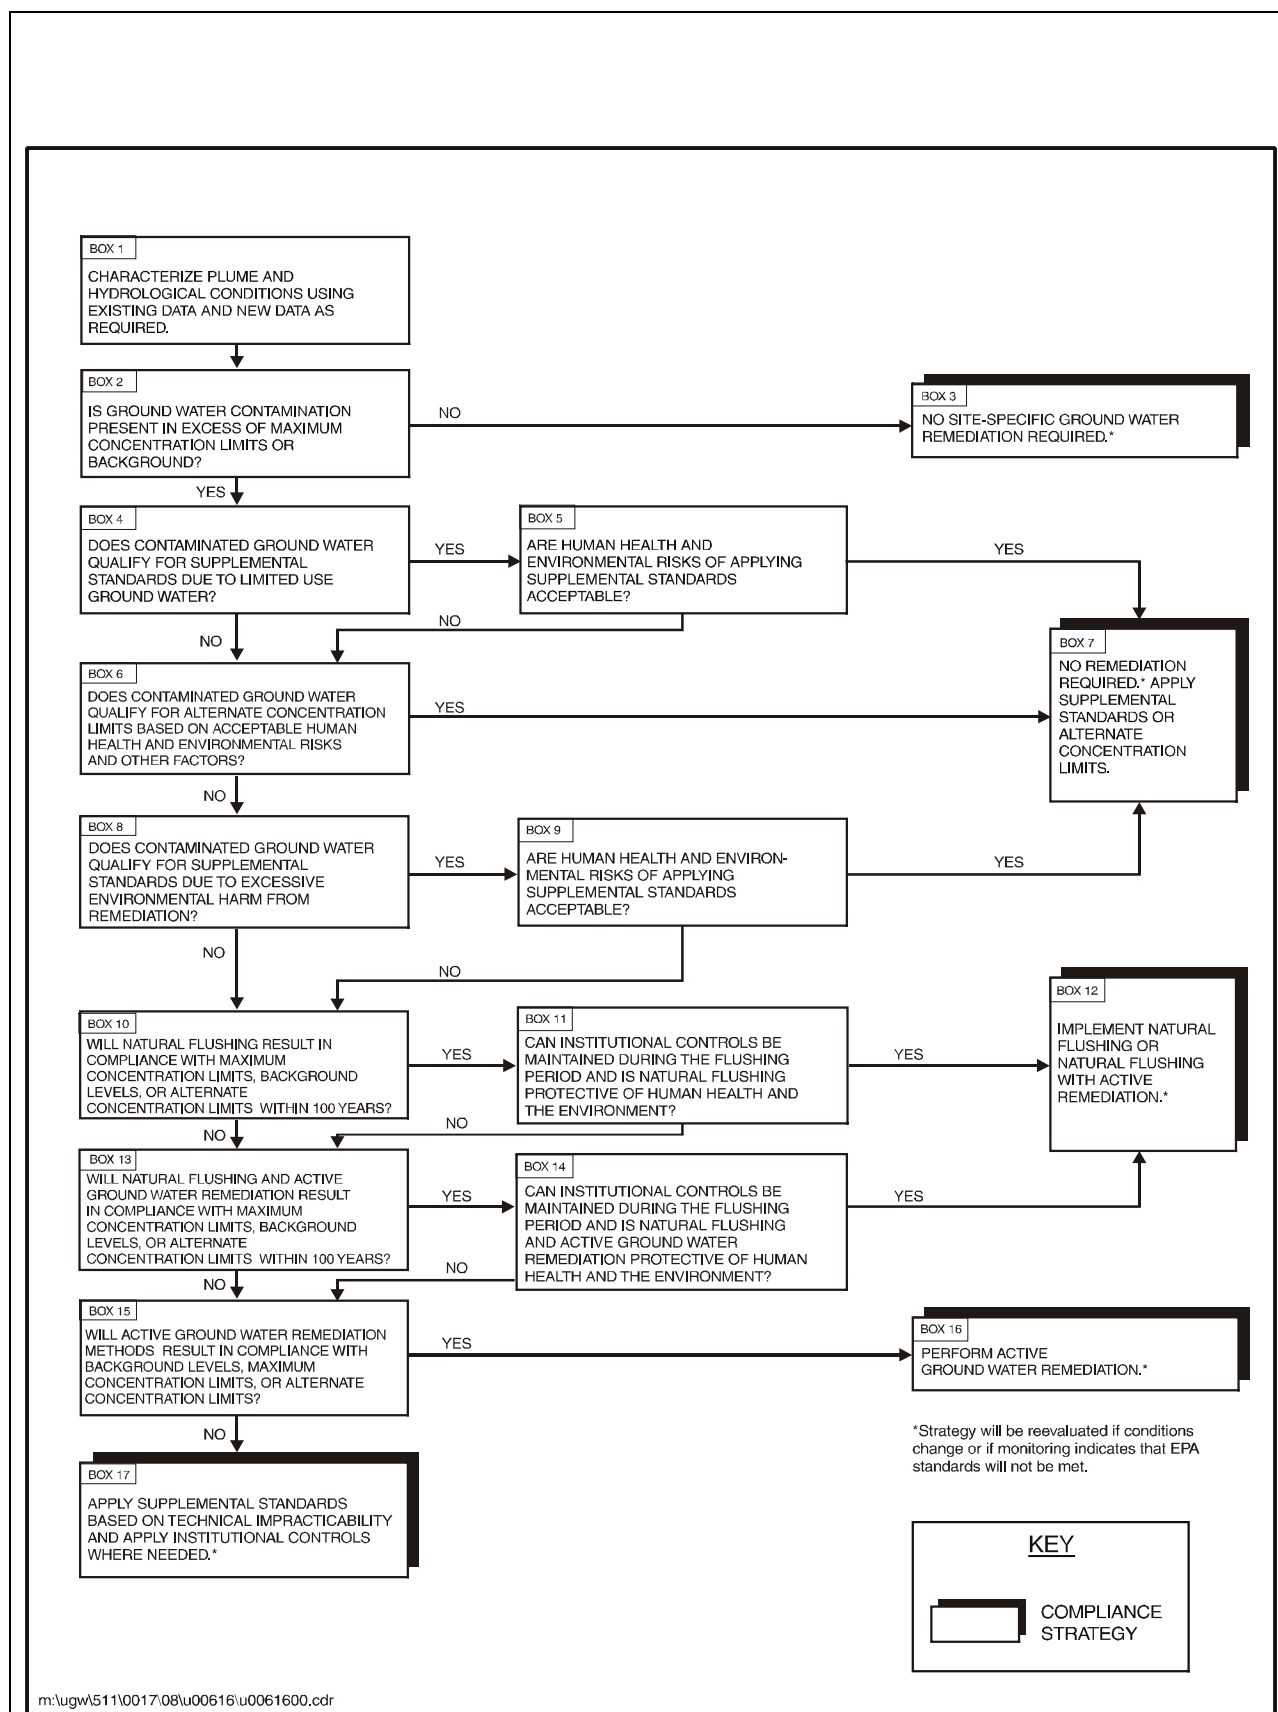 BOX 1
CHARACTERIZE PLUME AND
HYDROLOGICAL CONDITIONS USING
EXISTING DATA AND NEW DATA AS
REQUIRED.
BOX 2
IS GROUND WATER CONTAMINATION
PRESENT IN EXCESS OF MAXIMUM
CONCENTRATION LIMITS OR
BACKGROUND?
NO
BOX 3
NO SITE-SPECIFIC GROUND WATER
REMEDIATION REQUIRED.*
YES
BOX 4
DOES CONTAMINATED GROUND WATER
QUALIFY FOR SUPPLEMENTAL
STANDARDS DUE TO LIMITED USE
GROUND WATER?
YES
BOX 5
ARE HUMAN HEALTH AND
ENVIRONMENTAL RISKS OF APPLYING
SUPPLEMENTAL STANDARDS
ACCEPTABLE?
YES
NO
NO
BOX 6
DOES CONTAMINATED GROUND WATER
QUALIFY FOR ALTERNATE CONCENTRATION
LIMITS BASED ON ACCEPTABLE HUMAN
HEALTH AND ENVIRONMENTAL RISKS
AND OTHER FACTORS?
YES
BOX 7
NO REMEDIATION
REQUIRED.* APPLY
SUPPLEMENTAL
STANDARDS OR
ALTERNATE
CONCENTRATION
LIMITS.
NO
BOX 8
DOES CONTAMINATED GROUND WATER
QUALIFY FOR SUPPLEMENTAL
STANDARDS DUE TO EXCESSIVE
ENVIRONMENTAL HARM FROM
REMEDIATION?
YES
BOX 9
ARE HUMAN HEALTH AND ENVIRON-
MENTAL RISKS OF APPLYING
SUPPLEMENTAL STANDARDS
ACCEPTABLE?
YES
NO
NO
BOX 10
WILL NATURAL FLUSHING RESULT IN
COMPLIANCE WITH MAXIMUM
CONCENTRATION LIMITS, BACKGROUND
LEVELS, OR ALTERNATE
CONCENTRATION LIMITS WITHIN 100 YEARS?
YES
BOX 11
CAN INSTITUTIONAL CONTROLS BE
MAINTAINED DURING THE FLUSHING
PERIOD AND IS NATURAL FLUSHING
PROTECTIVE OF HUMAN HEALTH AND
THE ENVIRONMENT?
YES
BOX 12
IMPLEMENT NATURAL
FLUSHING OR
NATURAL FLUSHING
WITH ACTIVE
REMEDIATION.*
NO
NO
BOX 13
WILL NATURAL FLUSHING AND ACTIVE
GROUND WATER REMEDIATION RESULT
IN COMPLIANCE WITH MAXIMUM
CONCENTRATION LIMITS, BACKGROUND
LEVELS, OR ALTERNATE
CONCENTRATION LIMITS WITHIN 100 YEARS?
YES
BOX 14
CAN INSTITUTIONAL CONTROLS BE
MAINTAINED DURING THE FLUSHING
PERIOD AND IS NATURAL FLUSHING
AND ACTIVE GROUND WATER
REMEDIATION PROTECTIVE OF HUMAN
HEALTH AND THE ENVIRONMENT?
YES
NO
NO
BOX 15
WILL ACTIVE GROUND WATER REMEDIATION
METHODS RESULT IN COMPLIANCE WITH
BACKGROUND LEVELS, MAXIMUM
CONCENTRATION LIMITS, OR ALTERNATE
CONCENTRATION LIMITS?
YES
BOX 16
PERFORM ACTIVE
GROUND WATER REMEDIATION.*
NO
BOX 17
APPLY SUPPLEMENTAL STANDARDS
BASED ON TECHNICAL IMPRACTICABILITY
AND APPLY INSTITUTIONAL CONTROLS
WHERE NEEDED.*
*Strategy will be reevaluated if conditions
change or if monitoring indicates that EPA
standards will not be met.
KEY
COMPLIANCE
STRATEGY
m:\ugw\511\0017\08\u00616\u0061600.cdr